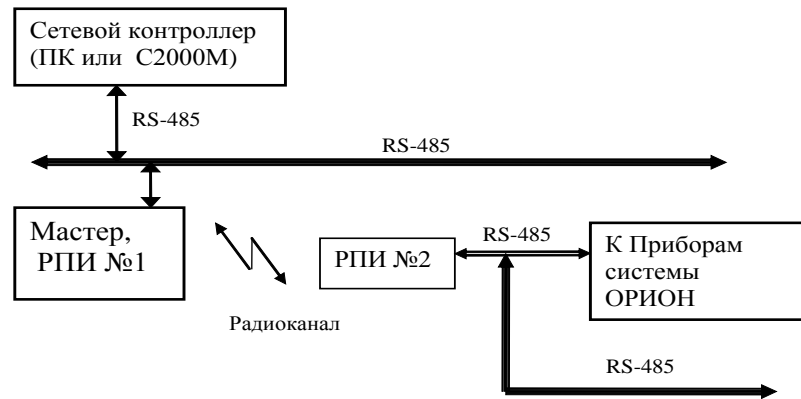 Сетевой контроллер
(ПК или С2000М)
RS-485
RS-485
Мастер,
РПИ №1
РПИ №2
RS-485
К Приборам
системы
ОРИОН
Радиоканал
RS-485